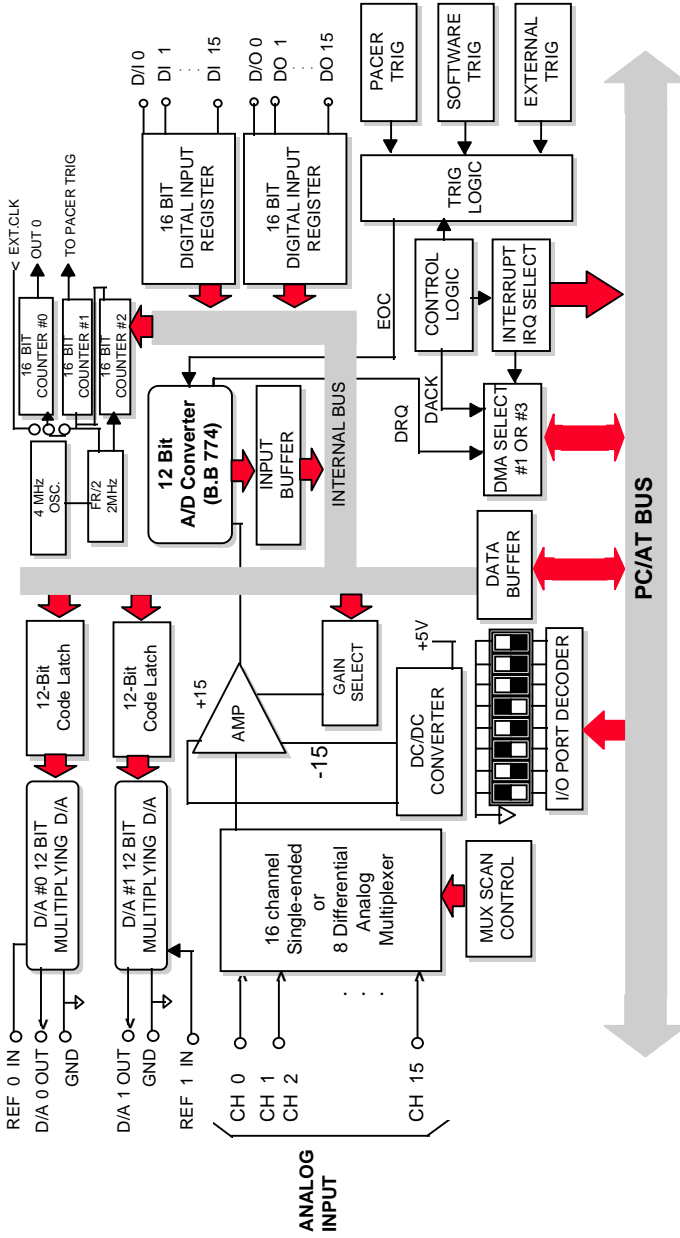 REF 0 IN
D/A 0 OUT
GND
D/A #0 12 BIT
MULITIPLYING D/A
12-Bit
Code Latch
D/A 1 OUT
GND
REF 1 IN
D/A #1 12 BIT
MULITIPLYING D/A
12-Bit
Code Latch
4 MHz
OSC.
FR/2
2MHz
16 BIT
COUNTER #0
16 BIT
COUNTER #1
16 BIT
COUNTER #2
< EXT.CLK
OUT 0
TO PACER TRIG
16 BIT
DIGITAL INPUT
REGISTER
D/I 0
DI 1
DI 15
16 BIT
DIGITAL INPUT
REGISTER
D/O 0
DO 1
DO 15
ANALOG
INPUT
CH 0
CH 1
CH 2
. . .
CH 15
16 channel
Single-ended
or
8 Differential
Analog
Multiplexer
MUX SCAN
CONTROL
+15
AMP
-15
GAIN
SELECT
DC/DC
CONVERTER
+5V
12 Bit
A/D Converter
(B.B 774)
INPUT
BUFFER
INTERNAL BUS
EOC
DRQ
DACK
CONTROL
LOGIC
TRIG
LOGIC
PACER
TRIG
SOFTWARE
TRIG
EXTERNAL
TRIG
I/O PORT DECODER
DATA
BUFFER
DMA SELECT
#1 OR #3
INTERRUPT
IRQ SELECT
PC/AT BUS